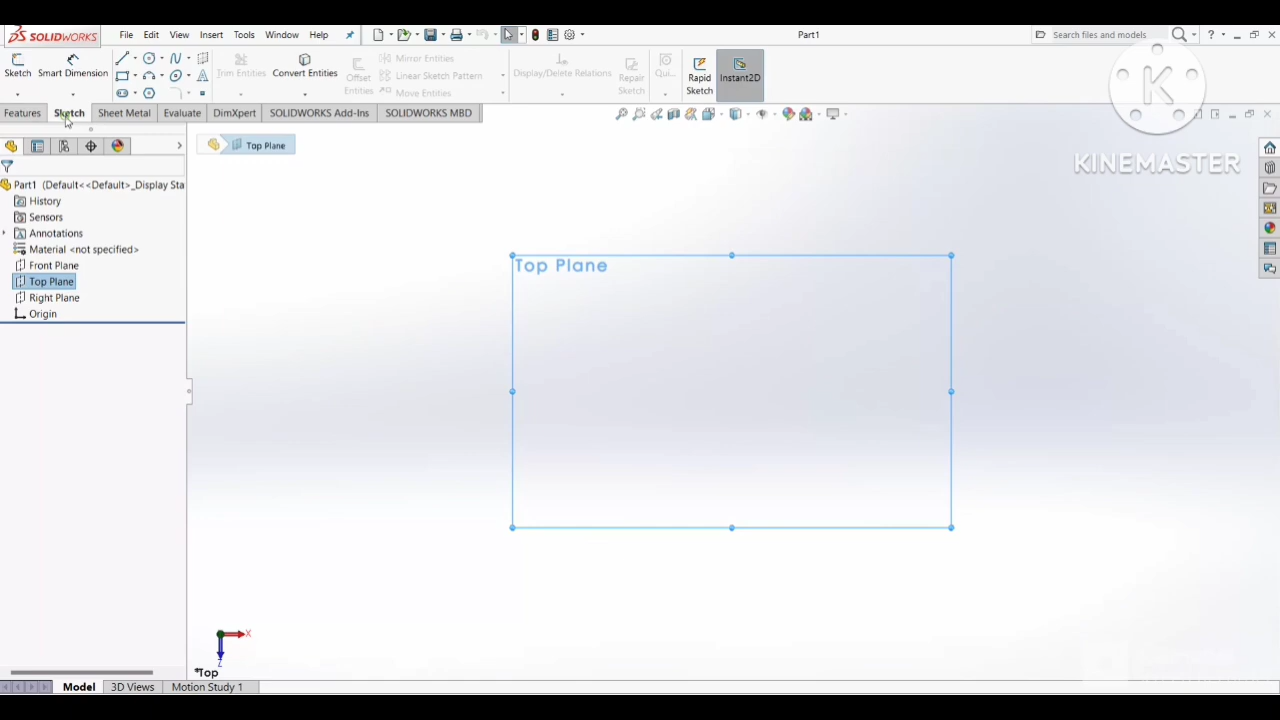 SOLIDWORKS File Edit View Insert Tools Window Help Part1 Search files and models ?
Sketch Smart Dimension Trim Entities Convert Entities Offset Entities Mirror Entities Display/Delete Relations Repair Sketch Qui... Rapid Sketch Instant2D
Linear Sketch Pattern
Move Entities
K
KINEMASTER
Features Sketch Sheet Metal Evaluate DimXpert SOLIDWORKS Add-Ins SOLIDWORKS MBD
Top Plane
Part1 (Default<<Default>_Display Sta
History
Sensors
Annotations
Material <not specified>
Front Plane
Top Plane
Right Plane
Origin
Top Plane
X
Z
*Top
Model 3D Views Motion Study 1